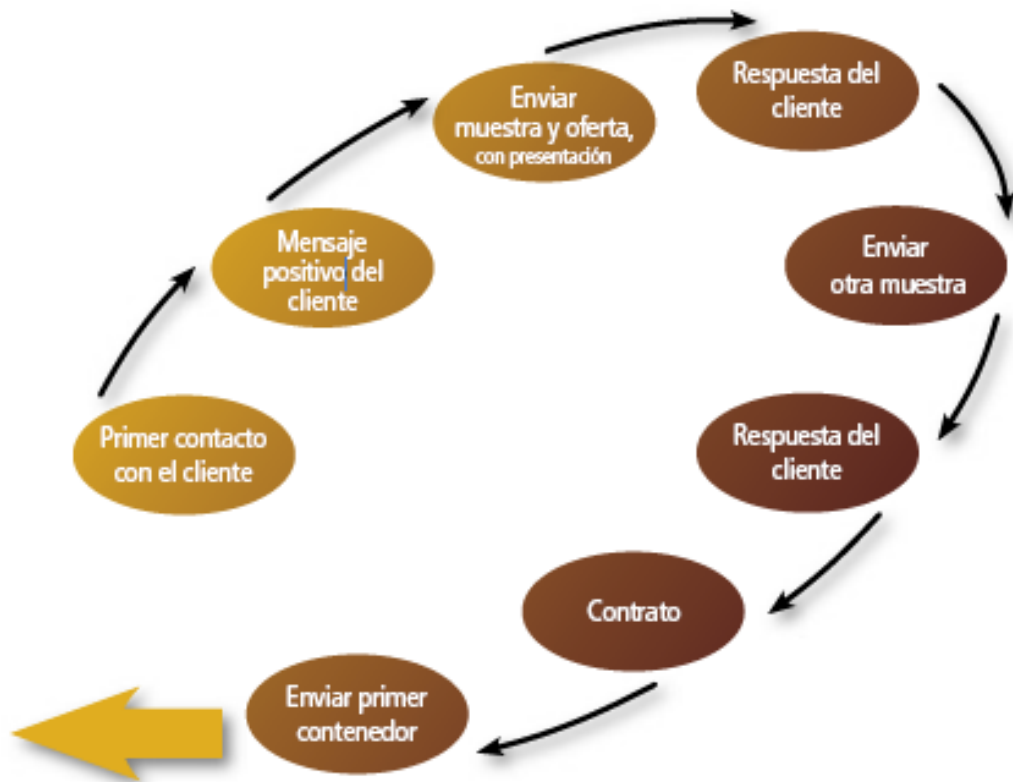 Primer contacto
con el cliente
Mensaje
positivo del
cliente
Enviar
muestra y oferta,
con presentación
Respuesta del
cliente
Enviar
otra muestra
Respuesta del
cliente
Contrato
Enviar primer
contenedor